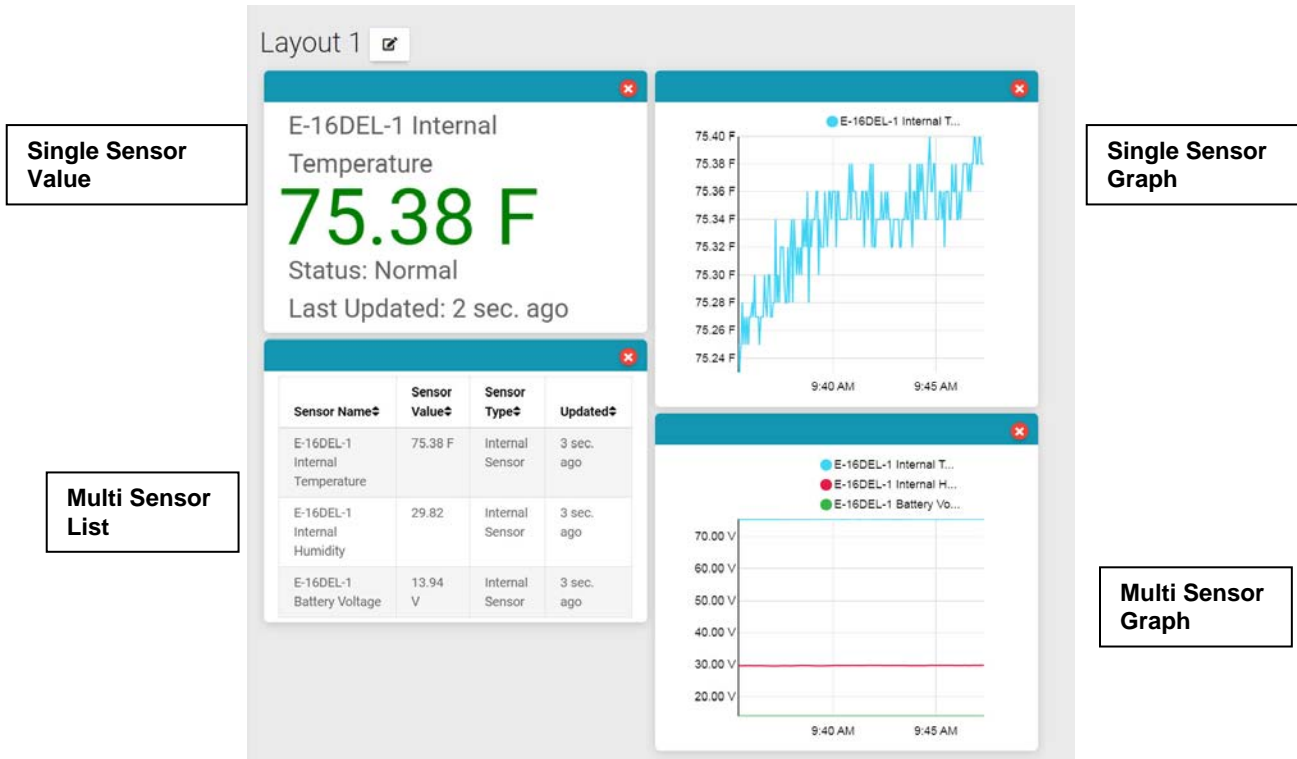 Layout 1
Single Sensor
Value
E-16DEL-1 Internal
Temperature
75.38 F
Status: Normal
Last Updated: 2 sec. ago
Single Sensor
Graph
E-16DEL-1 Internal T...
75.40 F
75.38 F
75.36 F
75.34 F
75.32 F
75.30 F
75.28 F
75.26 F
75.24 F
9:40 AM 9:45 AM
Multi Sensor
List
Sensor Name Sensor Value Sensor Type Updated
E-16DEL-1 Internal Temperature 75.38 F Internal Sensor 3 sec. ago
E-16DEL-1 Internal Humidity 29.82 Internal Sensor 3 sec. ago
E-16DEL-1 Battery Voltage 13.94 V Internal Sensor 3 sec. ago
Multi Sensor
Graph
E-16DEL-1 Internal T...
E-16DEL-1 Internal H...
E-16DEL-1 Battery Vo...
70.00 V
60.00 V
50.00 V
40.00 V
30.00 V
20.00 V
9:40 AM 9:45 AM